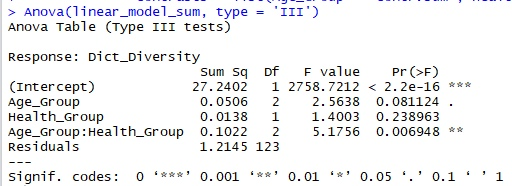 > Anova(linear_model_sum, type = 'III')
Anova Table (Type III tests)
Response: Dict_Diversity
Sum Sq Df F value Pr(>F)
(Intercept) 27.2402 1 2758.7212 < 2.2e-16 ***
Age_Group 0.0506 2 2.5638 0.081124 .
Health_Group 0.0138 1 1.4003 0.238963
Age_Group:Health_Group 0.1022 2 5.1756 0.006948 **
Residuals 1.2145 123
---
Signif. codes: 0 ‘***’ 0.001 ‘**’ 0.01 ‘*’ 0.05 ‘.’ 0.1 ‘ ’ 1